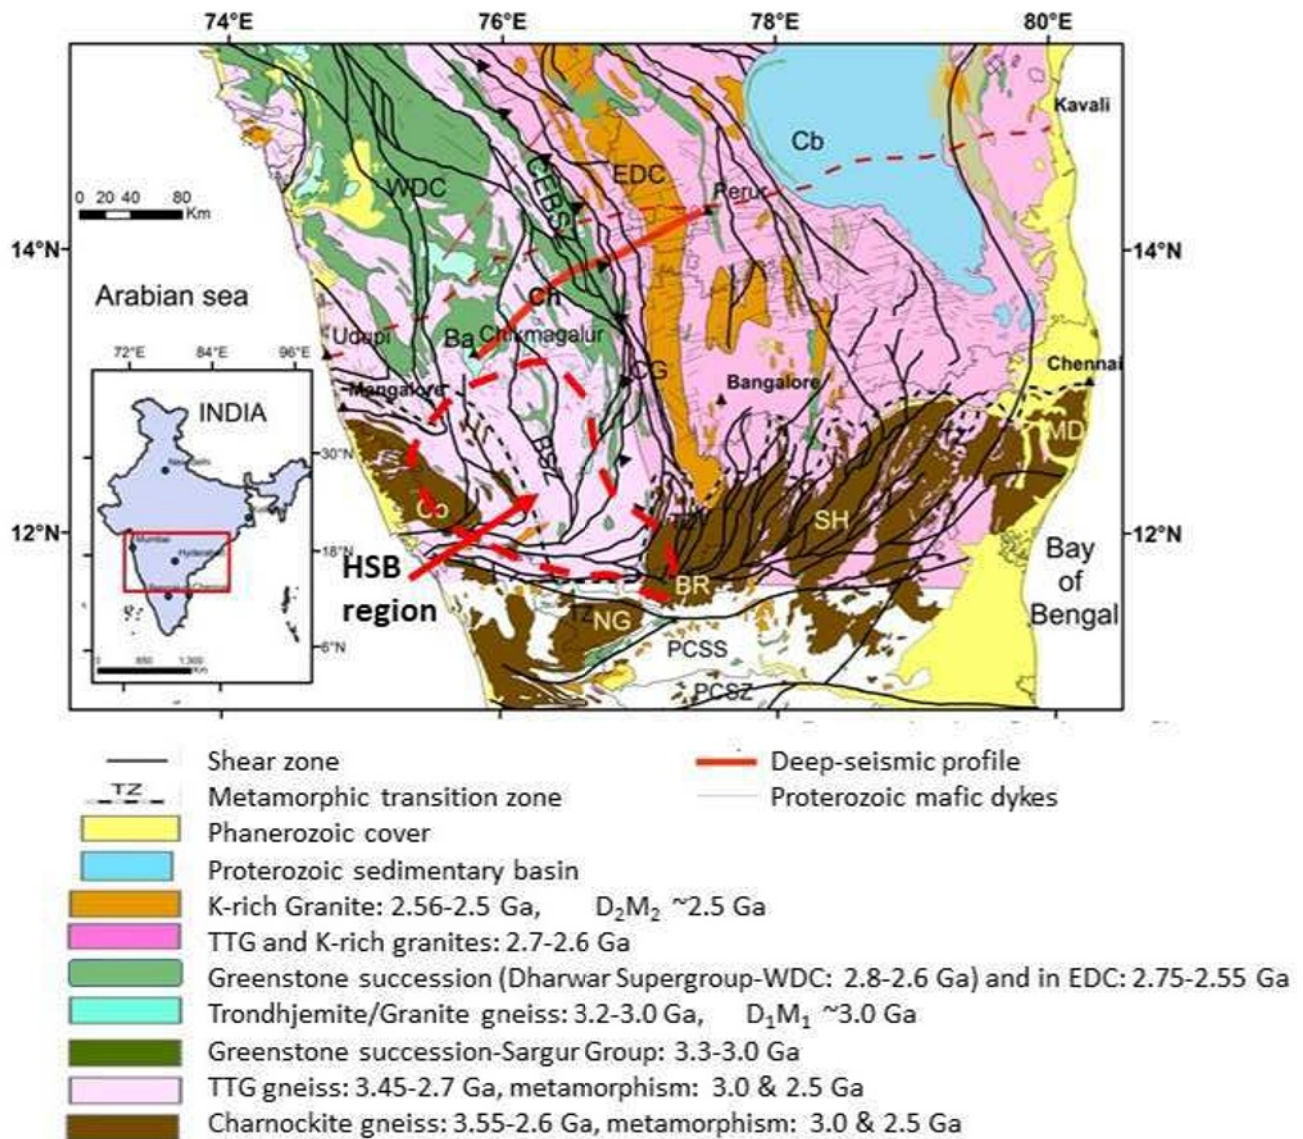 74°E 76°E 78°E 80°E
Kavali
Cb
WDC
CEBSZ
EDC
Perur
0 20 40 80
Km
14°N 14°N
Arabian sea
Ch
Udupi
Ba Chikmagalur
72°E 84°E 96°E
Chennai
CG
Bangalore
Mangalore
INDIA
MD
BSZ
30°N
New Delhi
Co
SH
12°N 12°N
Mumbai
18°N
Hyderabad
Bay
of
Bengal
HSB
region
BR
TZ
NG
PCSS
6°N
PCSZ
Shear zone
Deep-seismic profile
TZ
Metamorphic transition zone
Proterozoic mafic dykes
Phanerozoic cover
Proterozoic sedimentary basin
K-rich Granite: 2.56-2.5 Ga, D₂M₂ ~2.5 Ga
TTG and K-rich granites: 2.7-2.6 Ga
Greenstone succession (Dharwar Supergroup-WDC: 2.8-2.6 Ga) and in EDC: 2.75-2.55 Ga
Trondhjemite/Granite gneiss: 3.2-3.0 Ga, D₁M₁ ~3.0 Ga
Greenstone succession-Sargur Group: 3.3-3.0 Ga
TTG gneiss: 3.45-2.7 Ga, metamorphism: 3.0 & 2.5 Ga
Charnockite gneiss: 3.55-2.6 Ga, metamorphism: 3.0 & 2.5 Ga